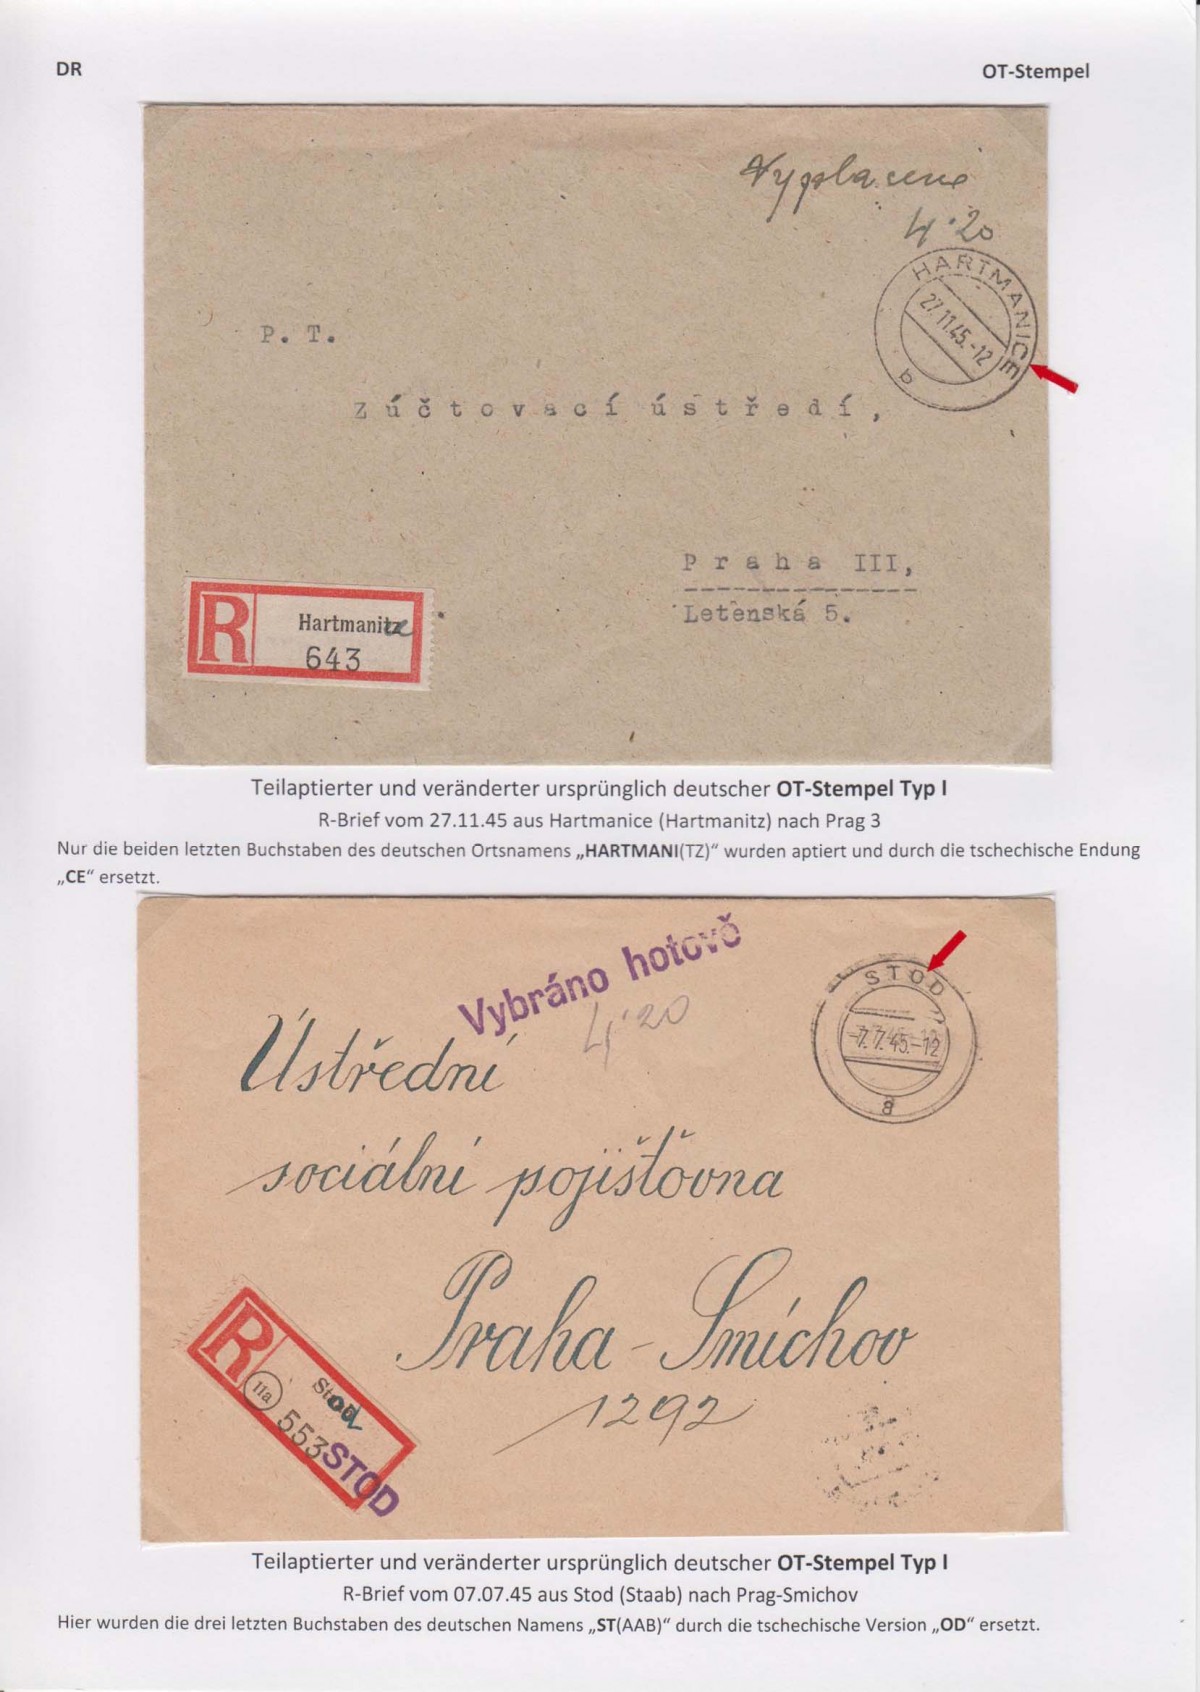 DR
OT-Stempel
Vyplaceno
4·20
HARTMANICE
27.11.45.-12
b
P. T.
Zúčtovací ústředí,
Praha III,
Letenská 5.
R
Hartmanitz
643
Teilaptierter und veränderter ursprünglich deutscher OT-Stempel Typ I
R-Brief vom 27.11.45 aus Hartmanice (Hartmanitz) nach Prag 3
Nur die beiden letzten Buchstaben des deutschen Ortsnamens „HARTMANI(TZ)“ wurden aptiert und durch die tschechische Endung
„CE“ ersetzt.
Vybráno hotově
4·20
STOD
-7.7.45.-12
a
Ústřední
sociální pojišťovna
Praha-Smíchov
1292
R
11a
Stod
553
STOD
Teilaptierter und veränderter ursprünglich deutscher OT-Stempel Typ I
R-Brief vom 07.07.45 aus Stod (Staab) nach Prag-Smichov
Hier wurden die drei letzten Buchstaben des deutschen Namens „ST(AAB)“ durch die tschechische Version „OD“ ersetzt.